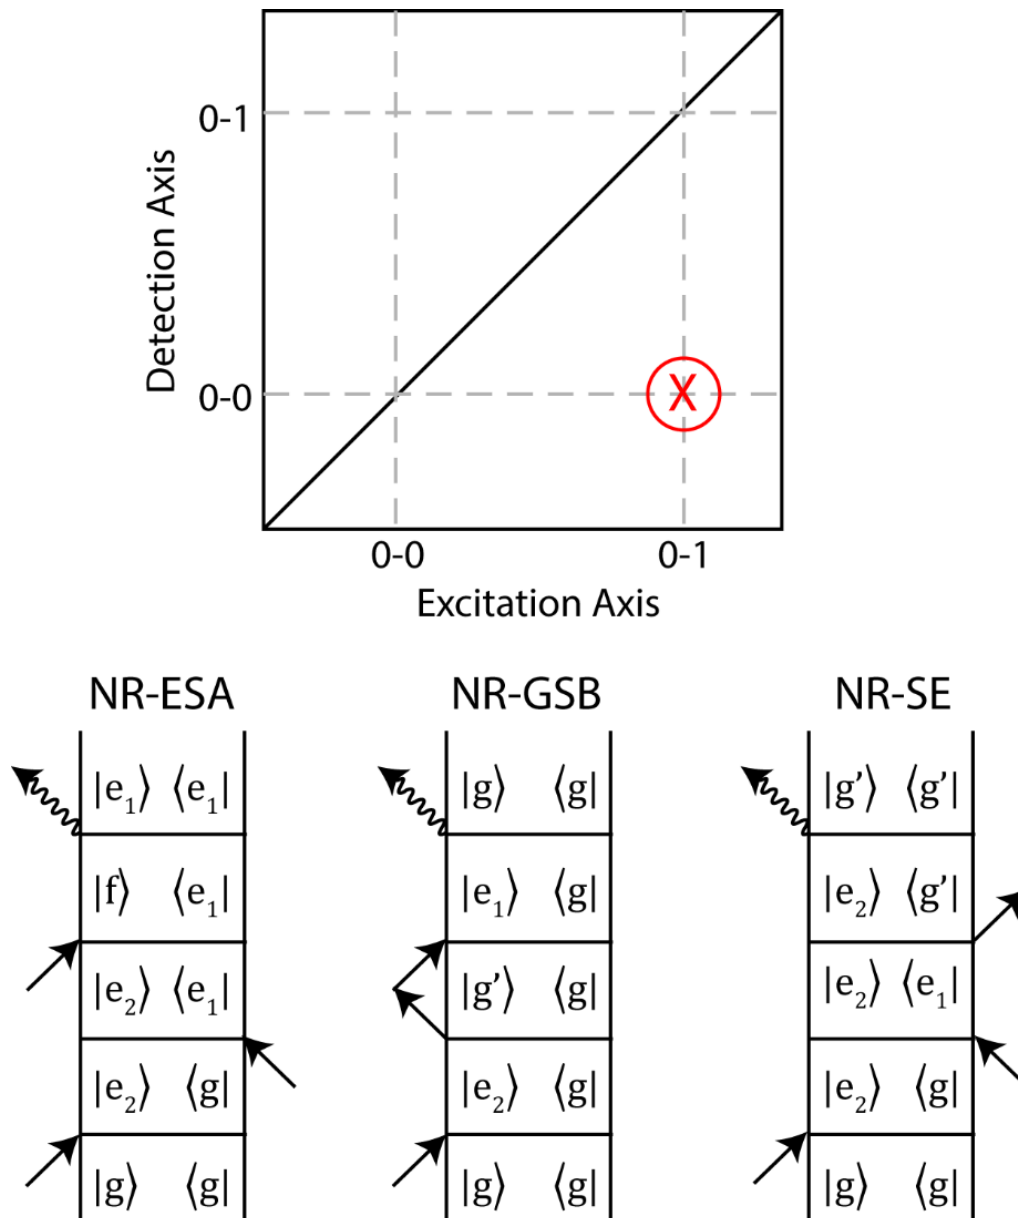 0-1
Detection Axis
0-0
X
0-0 0-1
Excitation Axis
NR-ESA NR-GSB NR-SE
|e₁⟩ ⟨e₁| |g⟩ ⟨g| |g’⟩ ⟨g’|
|f⟩ ⟨e₁| |e₁⟩ ⟨g| |e₂⟩ ⟨g’|
|e₂⟩ ⟨e₁| |g’⟩ ⟨g| |e₂⟩ ⟨e₁|
|e₂⟩ ⟨g| |e₂⟩ ⟨g| |e₂⟩ ⟨g|
|g⟩ ⟨g| |g⟩ ⟨g| |g⟩ ⟨g|